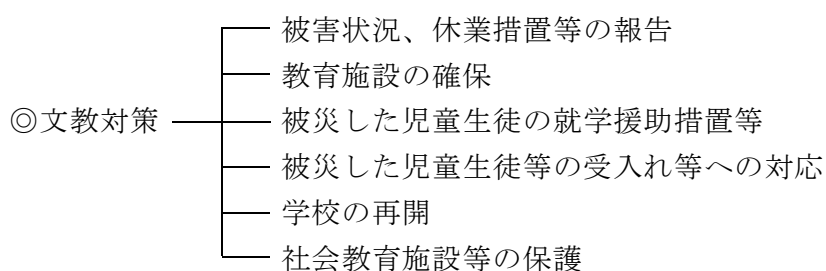 被害状況、休業措置等の報告
教育施設の確保
◎文教対策
被災した児童生徒の就学援助措置等
被災した児童生徒等の受入れ等への対応
学校の再開
社会教育施設等の保護